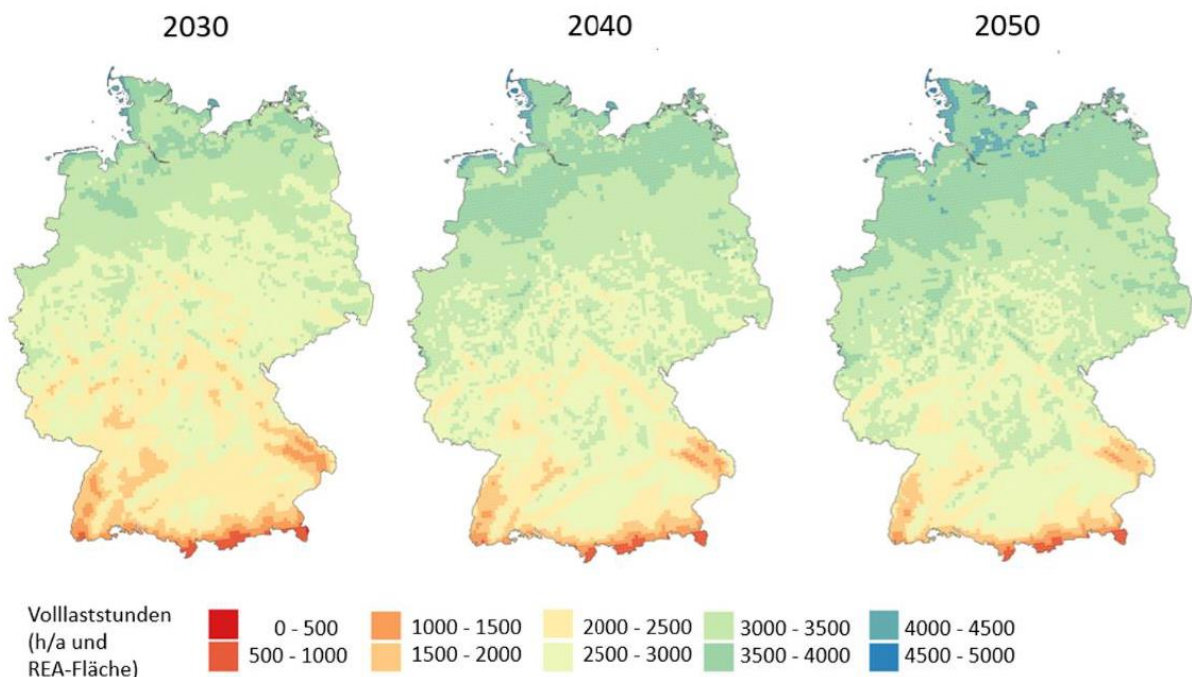 2030 2040 2050
Volllaststunden
(h/a und
REA-Fläche)
0 - 500 1000 - 1500 2000 - 2500 3000 - 3500 4000 - 4500
500 - 1000 1500 - 2000 2500 - 3000 3500 - 4000 4500 - 5000